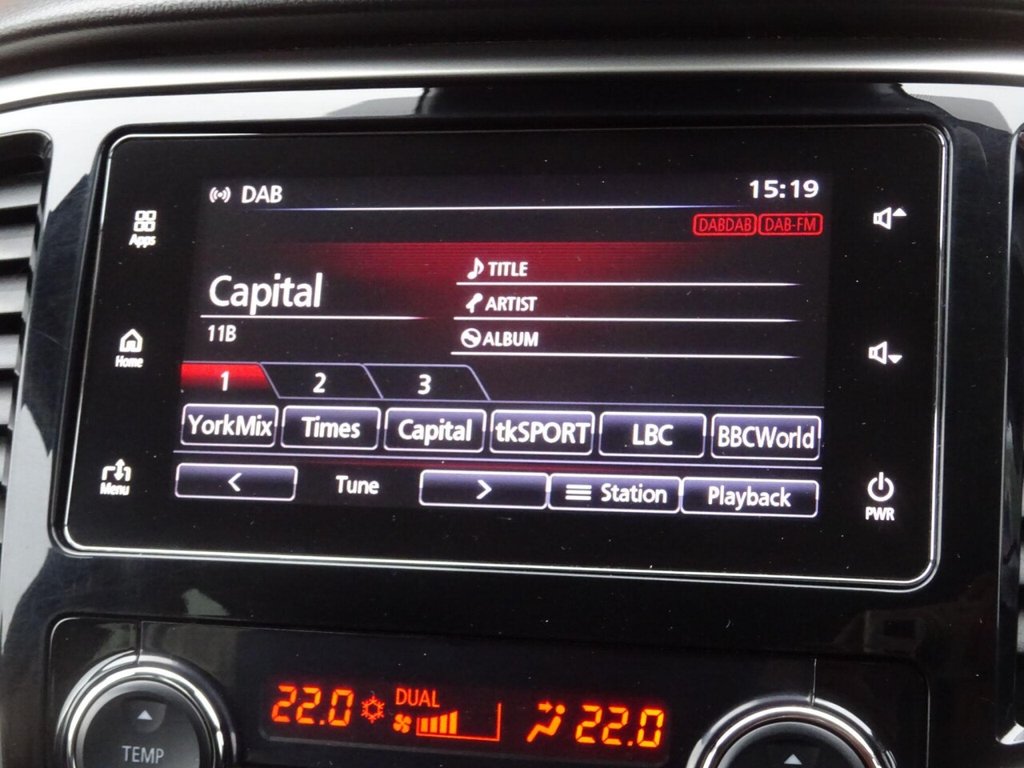 DAB 15:19
DABDAB DAB-FM
Apps
TITLE
Capital
ARTIST
11B
ALBUM
Home
1 2 3
YorkMix Times Capital tkSPORT LBC BBCWorld
Menu
< Tune > Station Playback
PWR
22.0 DUAL 22.0
TEMP